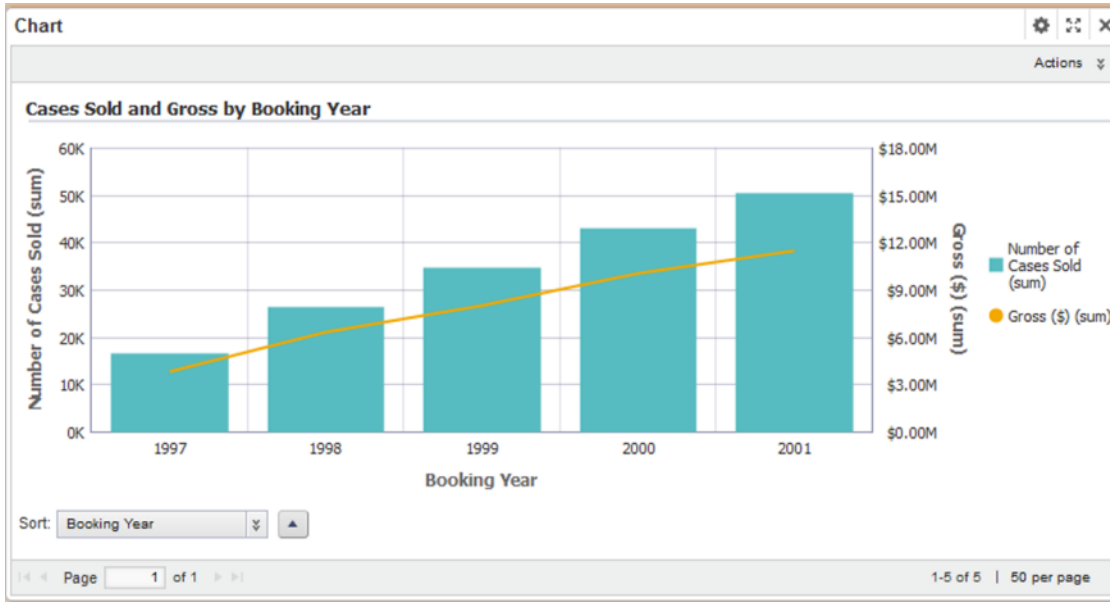 Chart
Actions
Cases Sold and Gross by Booking Year
60K
50K
40K
30K
20K
10K
0K
Number of Cases Sold (sum)
$18.00M
$15.00M
$12.00M
$9.00M
$6.00M
$3.00M
$0.00M
Gross ($) (sum)
Number of
Cases Sold
(sum)
Gross ($) (sum)
1997 1998 1999 2000 2001
Booking Year
Sort: Booking Year
Page 1 of 1 1-5 of 5 | 50 per page